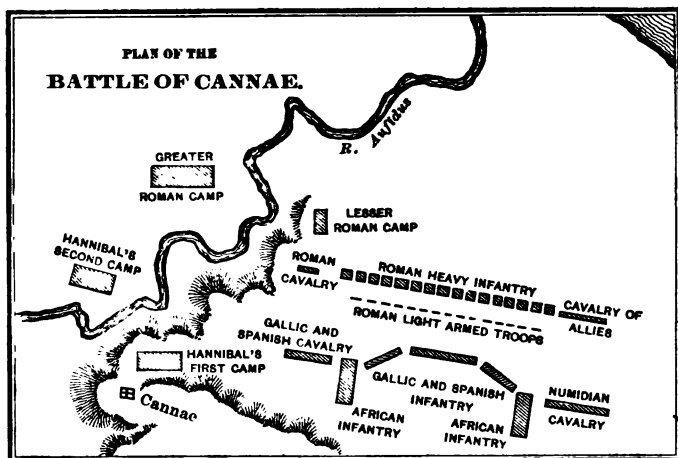 PLAN OF THE
BATTLE OF CANNAE.
R. Aufidus
GREATER
ROMAN CAMP
LESSER
ROMAN CAMP
HANNIBAL'S
SECOND CAMP
ROMAN
CAVALRY
ROMAN HEAVY INFANTRY
CAVALRY OF
ALLIES
ROMAN LIGHT ARMED TROOPS
GALLIC AND
SPANISH CAVALRY
HANNIBAL'S
FIRST CAMP
Cannae
GALLIC AND SPANISH
INFANTRY
AFRICAN
INFANTRY
AFRICAN
INFANTRY
NUMIDIAN
CAVALRY